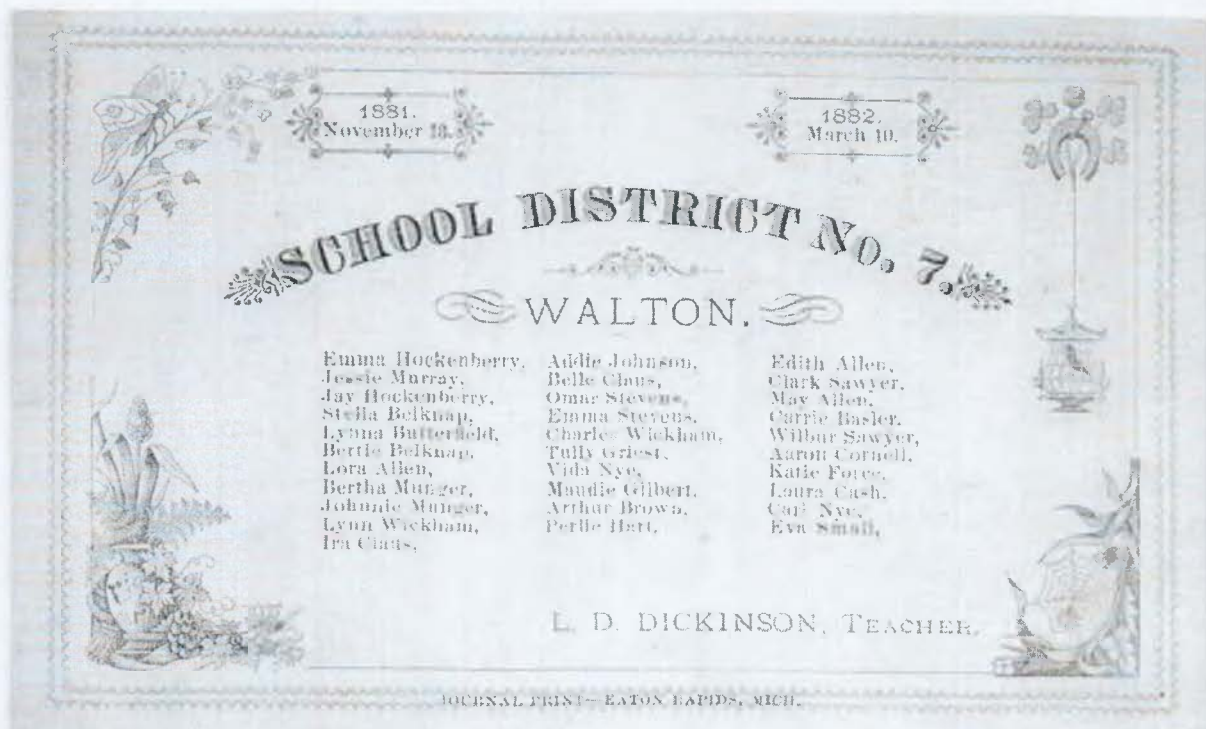 1881.
November 18.
1882.
March 10.
SCHOOL DISTRICT No. 7.
WALTON.
Emma Hockenberry,
Jessie Murray,
Jay Hockenberry,
Stella Belknap,
Lynna Butterfield,
Bertie Belknap,
Lora Allen,
Bertha Munger,
Johnnie Munger,
Lynn Wickham,
Ira Claus,
Addie Johnson,
Belle Claus,
Omar Stevens,
Emma Stevens,
Charles Wickham,
Tully Griest,
Vida Nye,
Maudie Gilbert,
Arthur Brown,
Perlie Hart,
Edith Allen,
Clark Sawyer,
May Allen,
Carrie Basler,
Wilbur Sawyer,
Aaron Cornell,
Katie Force,
Laura Cash,
Carl Nye,
Eva Small,
L. D. DICKINSON, TEACHER.
JOURNAL PRINT—EATON RAPIDS, MICH.